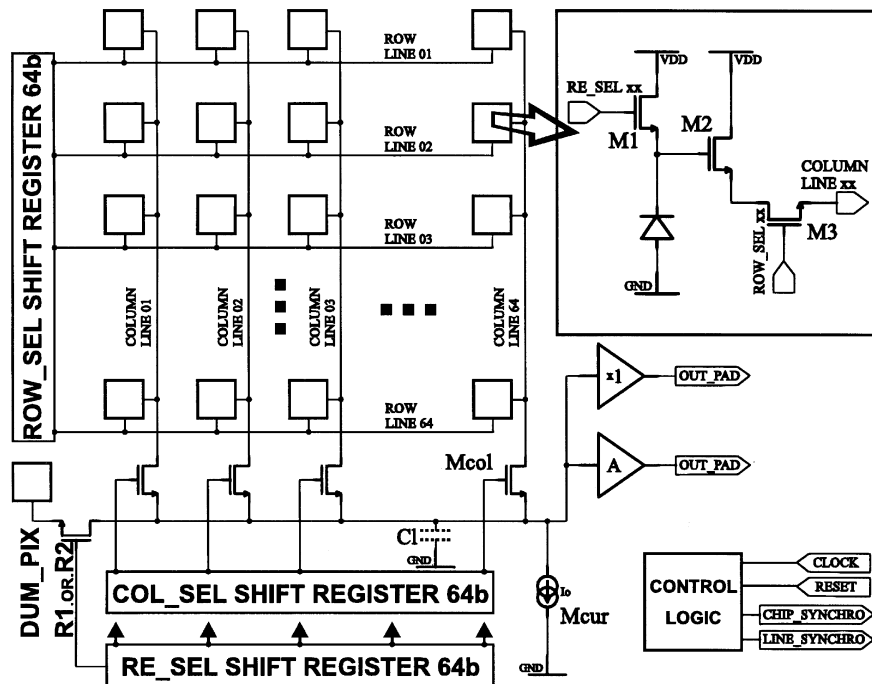 ROW_SEL SHIFT REGISTER 64b
ROW
LINE 01
ROW
LINE 02
ROW
LINE 03
ROW
LINE 64
COLUMN
LINE 01
COLUMN
LINE 02
COLUMN
LINE 03
COLUMN
LINE 64
RE_SEL xx
VDD
VDD
M1
M2
COLUMN
LINE xx
M3
ROW_SEL xx
GND
x1
OUT_PAD
A
OUT_PAD
Mcol
DUM_PIX
R1.OR.R2
Cl
GND
Io
Mcur
GND
COL_SEL SHIFT REGISTER 64b
RE_SEL SHIFT REGISTER 64b
CONTROL
LOGIC
CLOCK
RESET
CHIP_SYNCHRO
LINE_SYNCHRO